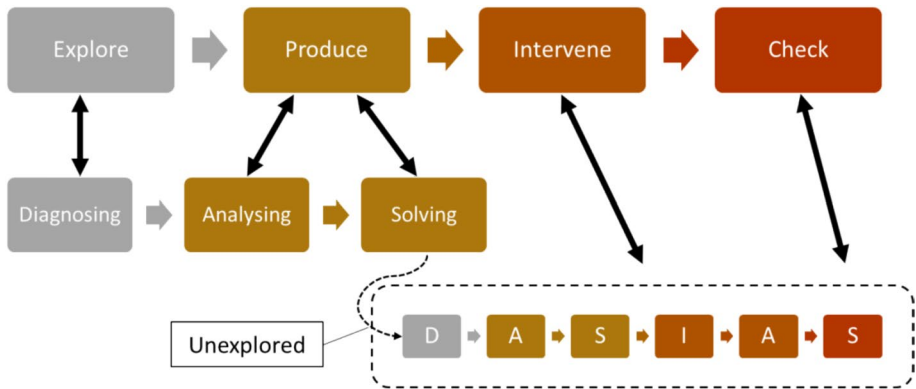 Explore
Produce
Intervene
Check
Diagnosing
Analysing
Solving
Unexplored
D
A
S
I
A
S